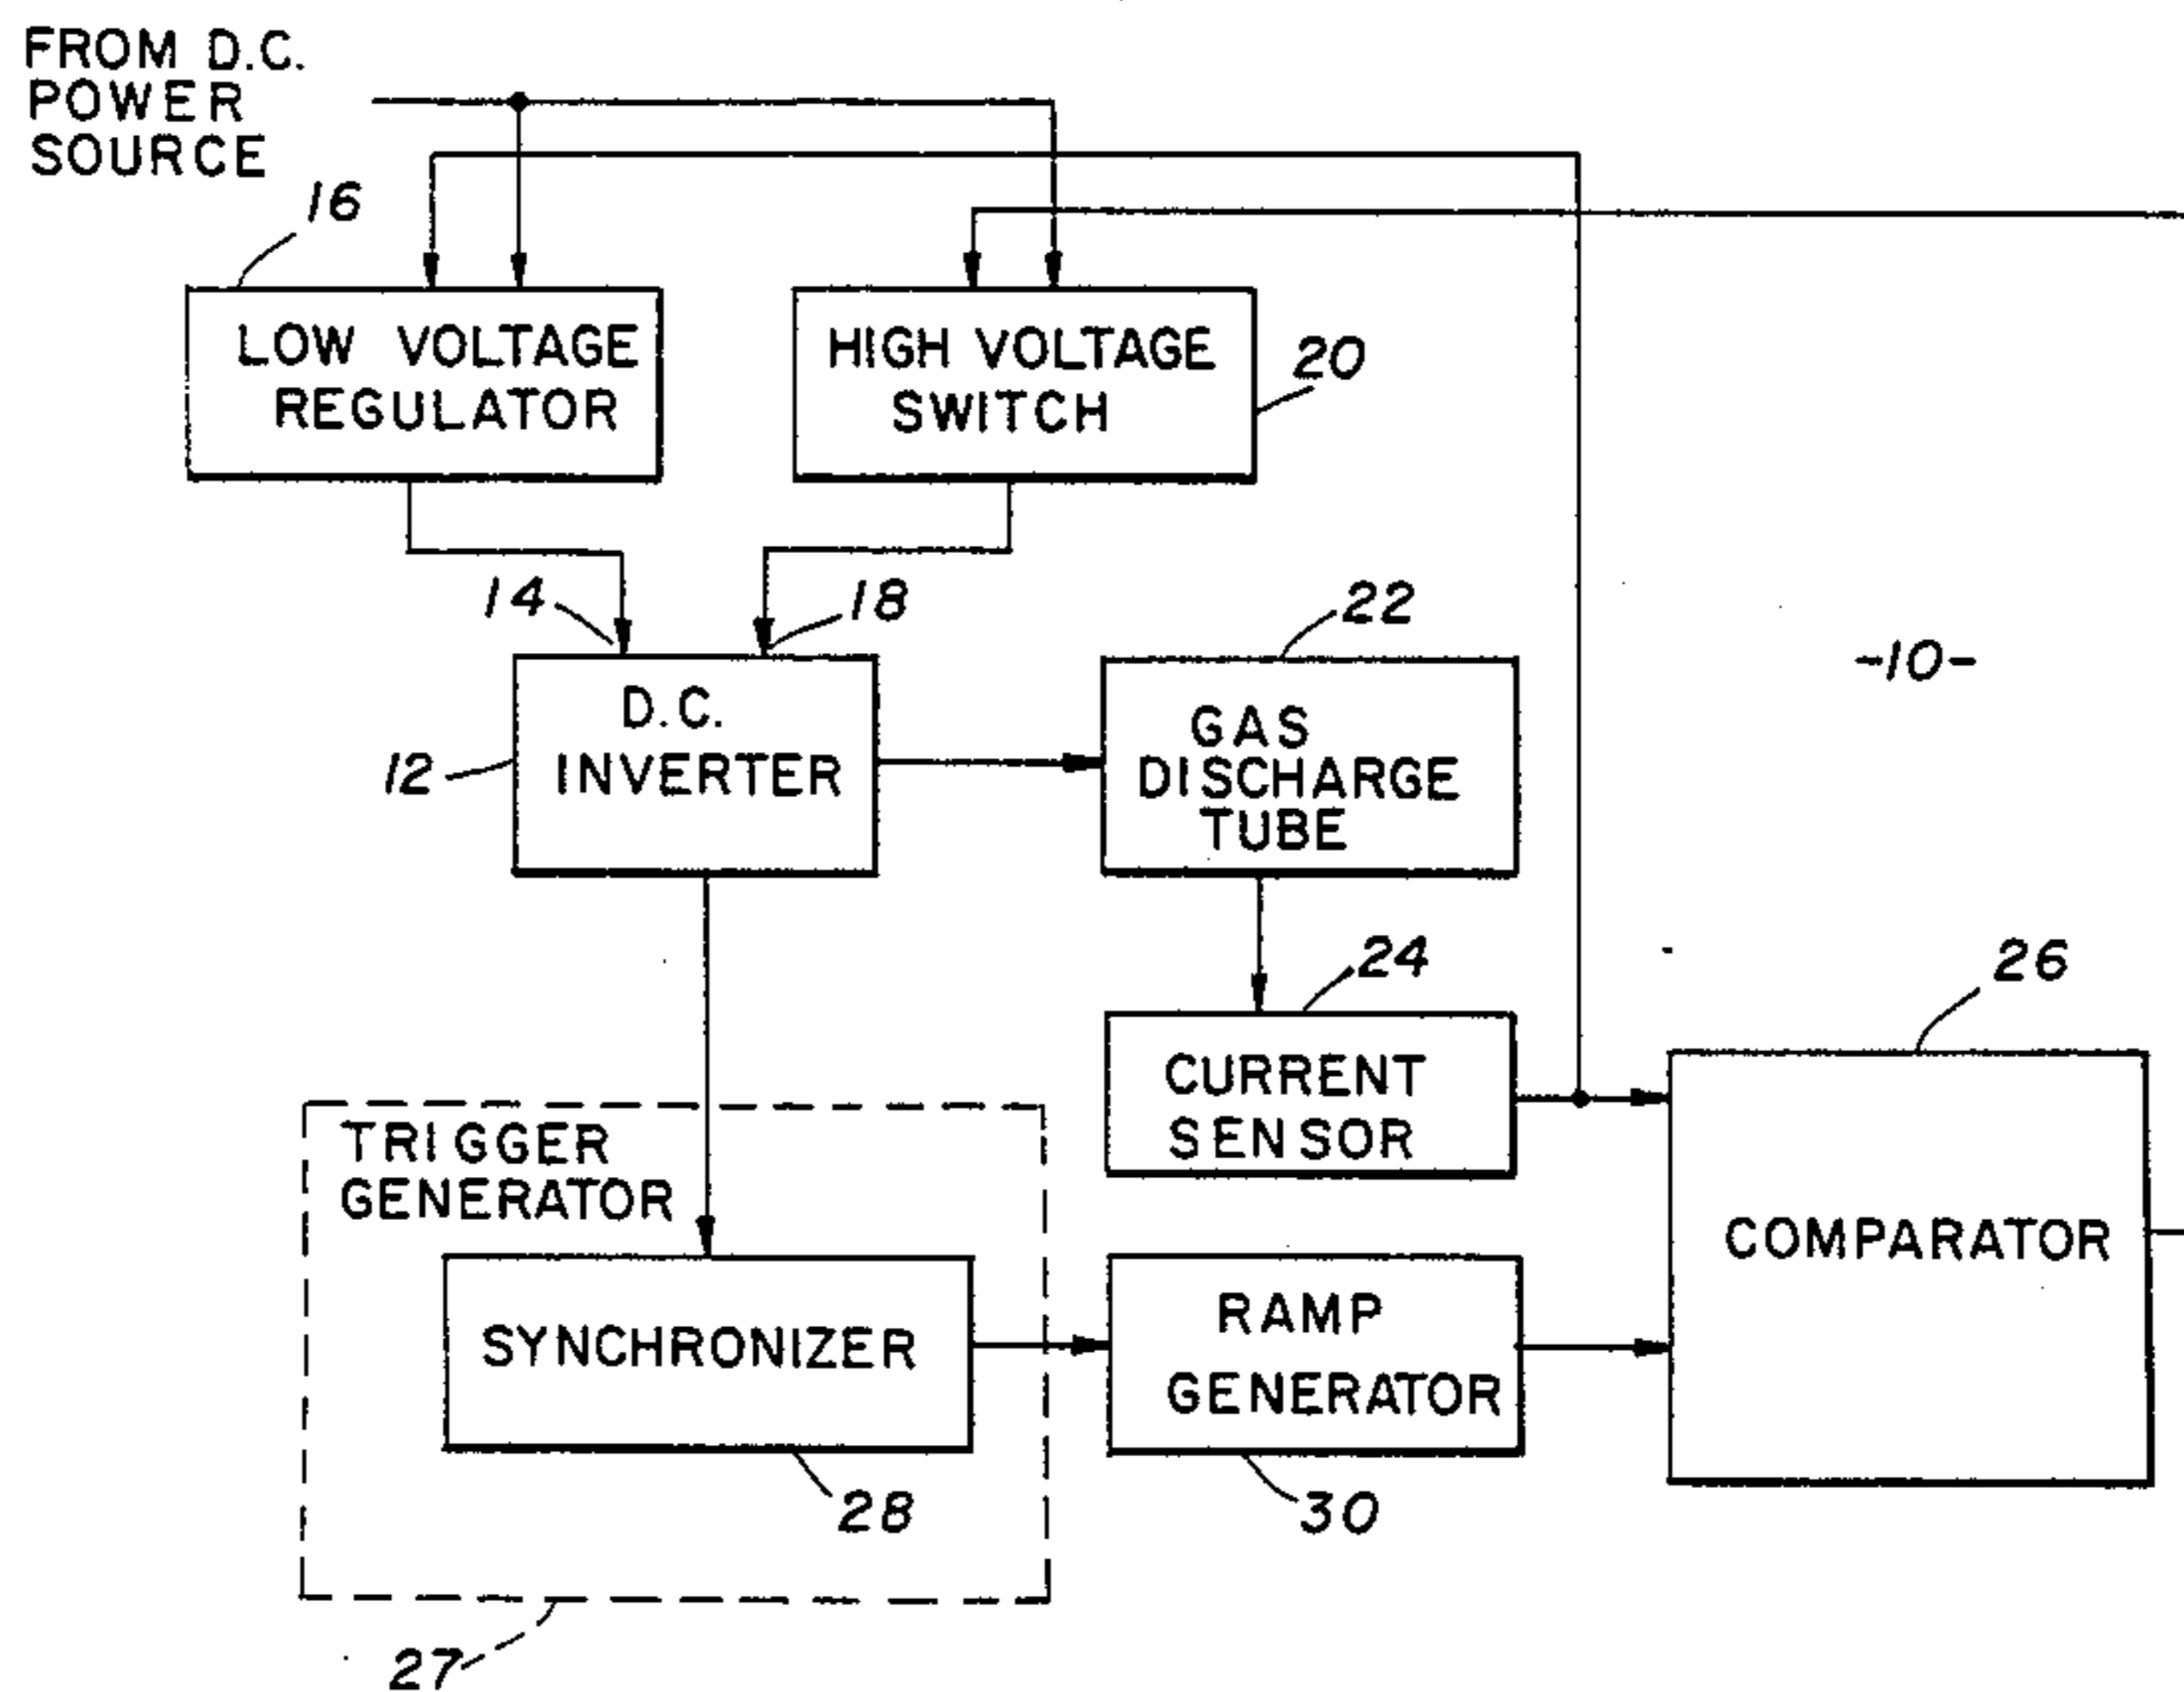 FROM D.C.
POWER
SOURCE
16
LOW VOLTAGE
REGULATOR
HIGH VOLTAGE
SWITCH
20
14
18
22
-10-
D.C.
INVERTER
12
GAS
DISCHARGE
TUBE
24
26
CURRENT
SENSOR
TRIGGER
GENERATOR
COMPARATOR
SYNCHRONIZER
RAMP
GENERATOR
28
30
27